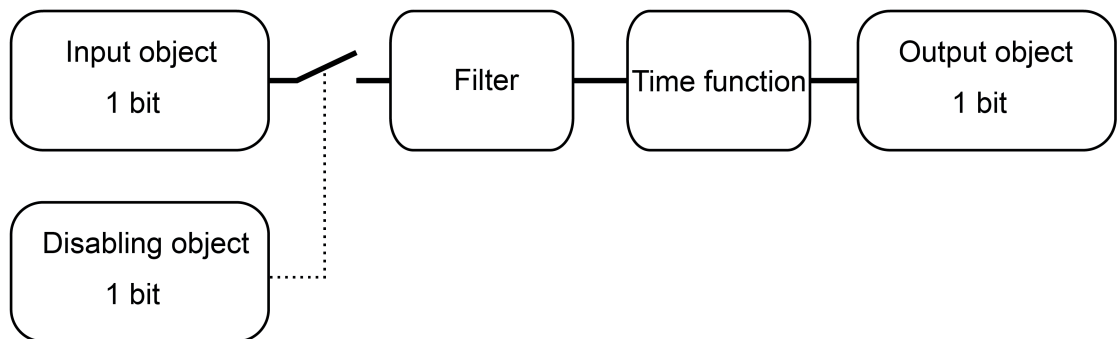 Input object
1 bit
Filter
Time function
Output object
1 bit
Disabling object
1 bit